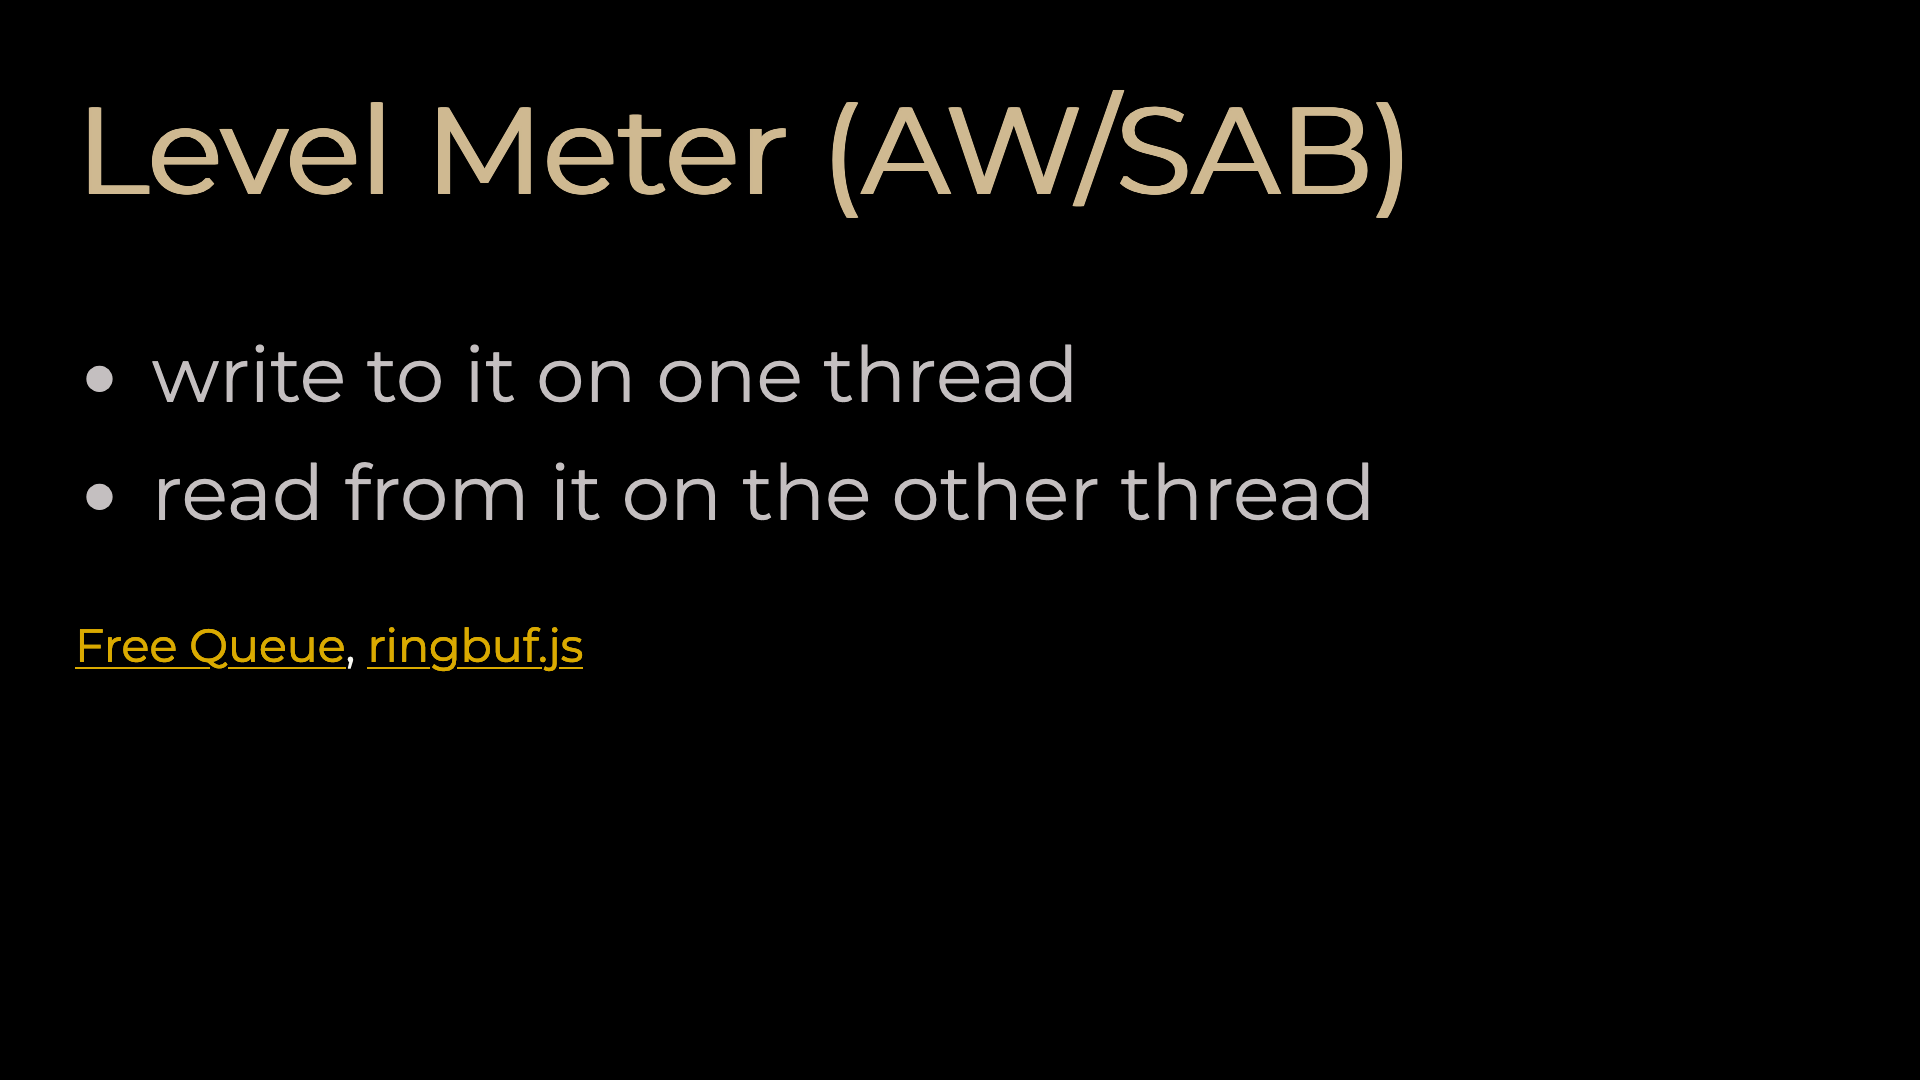 Level Meter (AW/SAB)
• write to it on one thread
• read from it on the other thread
Free Queue, ringbuf.js